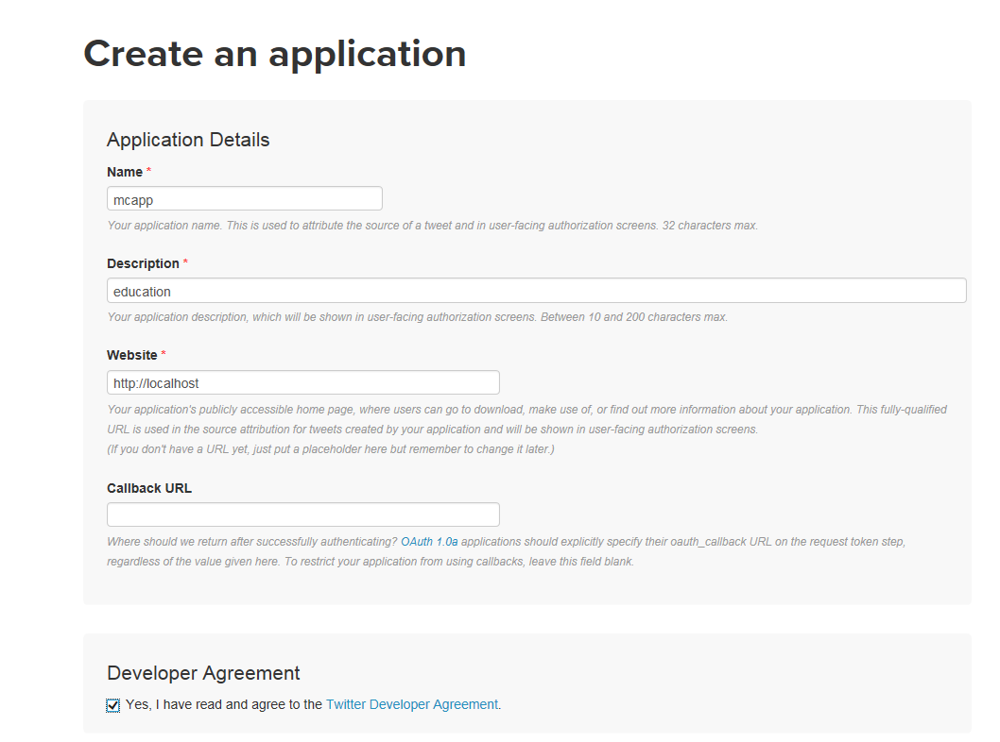 Create an application
Application Details
Name *
mcapp
Your application name. This is used to attribute the source of a tweet and in user-facing authorization screens. 32 characters max.
Description *
education
Your application description, which will be shown in user-facing authorization screens. Between 10 and 200 characters max.
Website *
http://localhost
Your application's publicly accessible home page, where users can go to download, make use of, or find out more information about your application. This fully-qualified
URL is used in the source attribution for tweets created by your application and will be shown in user-facing authorization screens.
(If you don't have a URL yet, just put a placeholder here but remember to change it later.)
Callback URL
Where should we return after successfully authenticating? OAuth 1.0a applications should explicitly specify their oauth_callback URL on the request token step,
regardless of the value given here. To restrict your application from using callbacks, leave this field blank.
Developer Agreement
Yes, I have read and agree to the Twitter Developer Agreement.